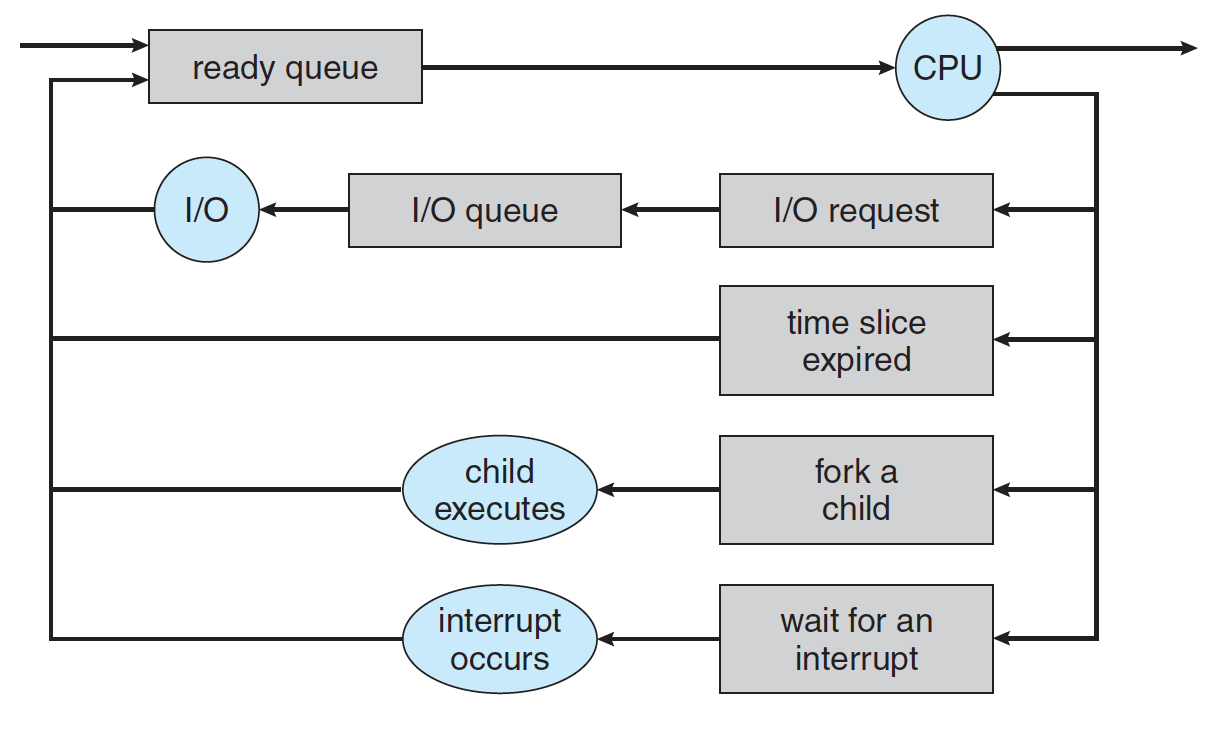 ready queue
CPU
I/O
I/O queue
I/O request
time slice
expired
child
executes
fork a
child
interrupt
occurs
wait for an
interrupt